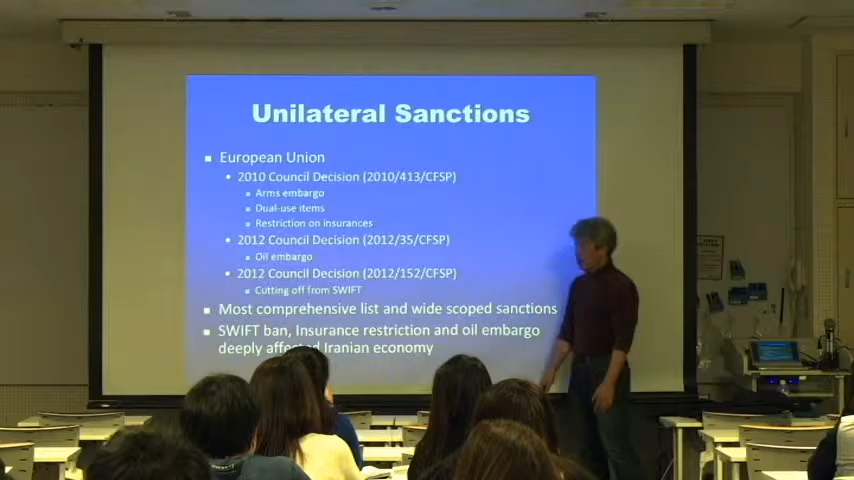 Unilateral Sanctions
▪ European Union
• 2010 Council Decision (2010/413/CFSP)
▪ Arms embargo
▪ Dual-use items
▪ Restriction on insurances
• 2012 Council Decision (2012/35/CFSP)
▪ Oil embargo
• 2012 Council Decision (2012/152/CFSP)
▪ Cutting off from SWIFT
▪ Most comprehensive list and wide scoped sanctions
▪ SWIFT ban, Insurance restriction and oil embargo
deeply affected Iranian economy